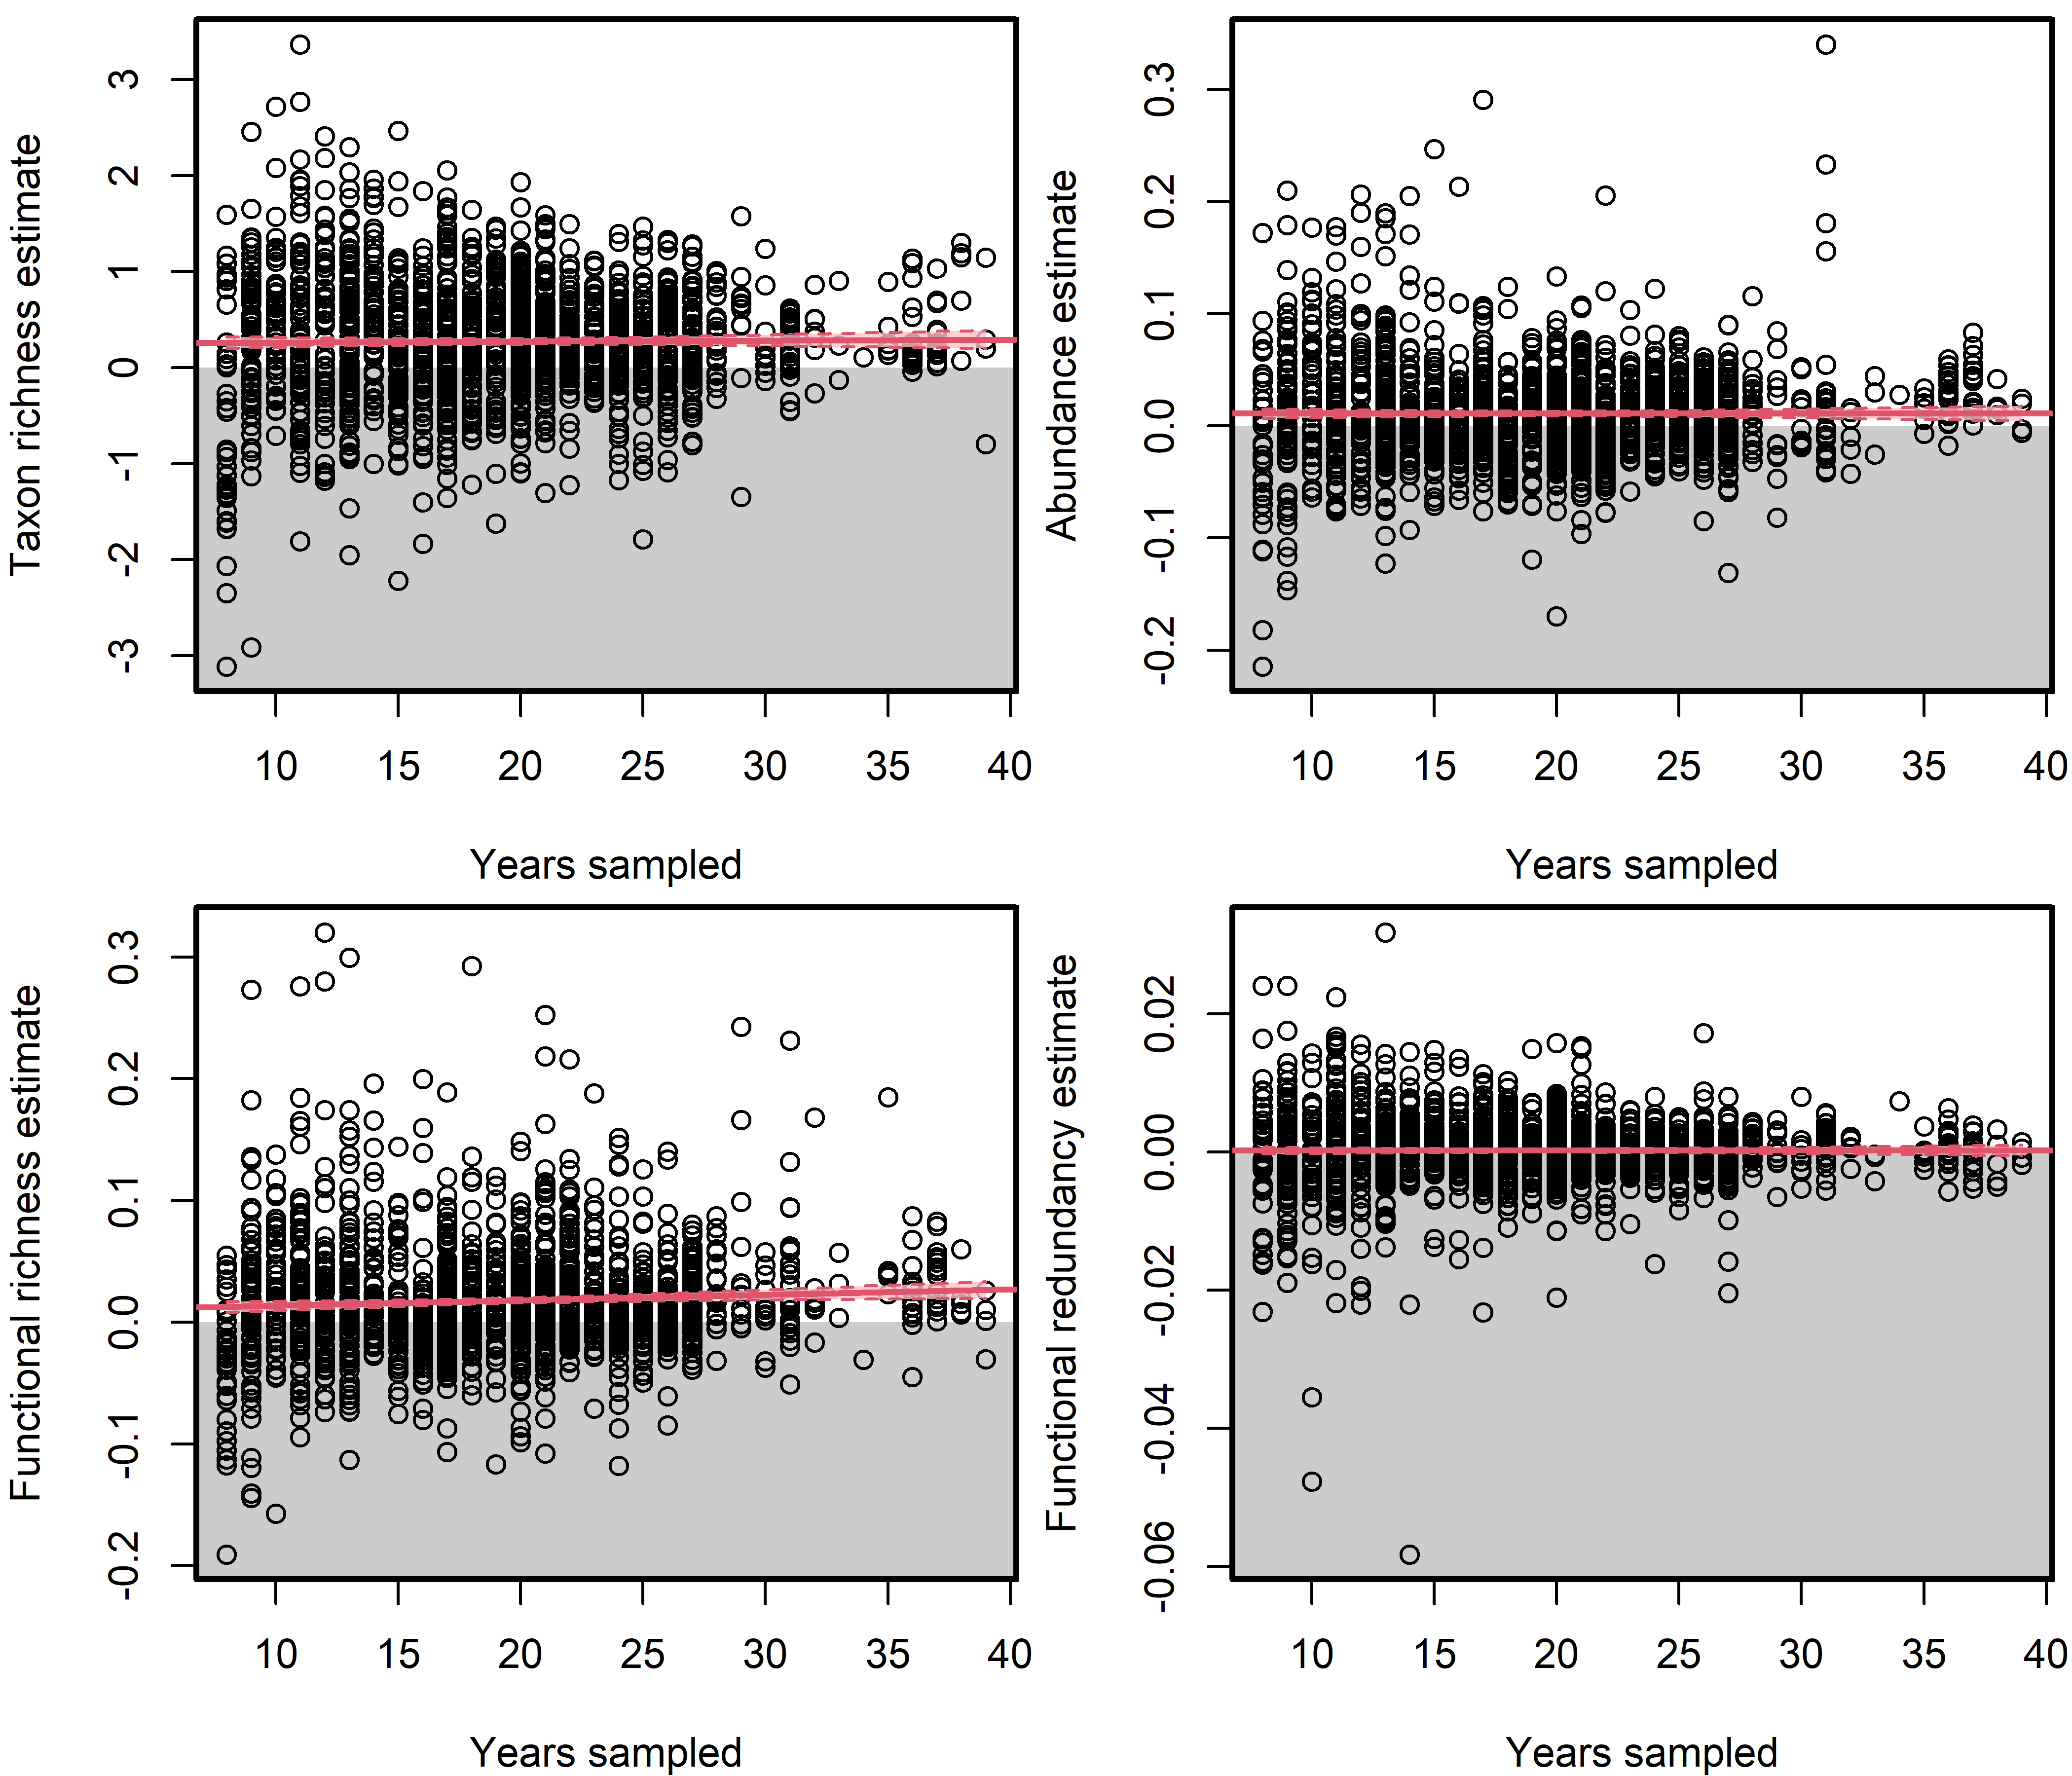 Taxon richness estimate
3
2
1
0
-1
-2
-3
10 15 20 25 30 35 40
Years sampled
Abundance estimate
0.3
0.2
0.1
0.0
-0.1
-0.2
10 15 20 25 30 35 40
Years sampled
Functional richness estimate
0.3
0.2
0.1
0.0
-0.1
-0.2
10 15 20 25 30 35 40
Years sampled
Functional redundancy estimate
0.02
0.00
-0.02
-0.04
-0.06
10 15 20 25 30 35 40
Years sampled